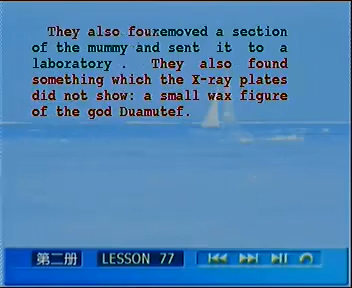 They also fouremoved a section
of the mummy and sent it to a
laboratory . They also found
something which the X-ray plates
did not show: a small wax figure
of the god Duamutef.
第二册 LESSON 77